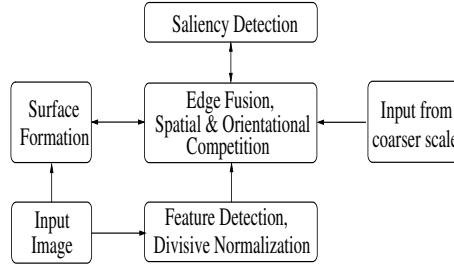 Saliency Detection
Surface
Formation
Edge Fusion,
Spatial & Orientational
Competition
Input from
coarser scale
Input
Image
Feature Detection,
Divisive Normalization